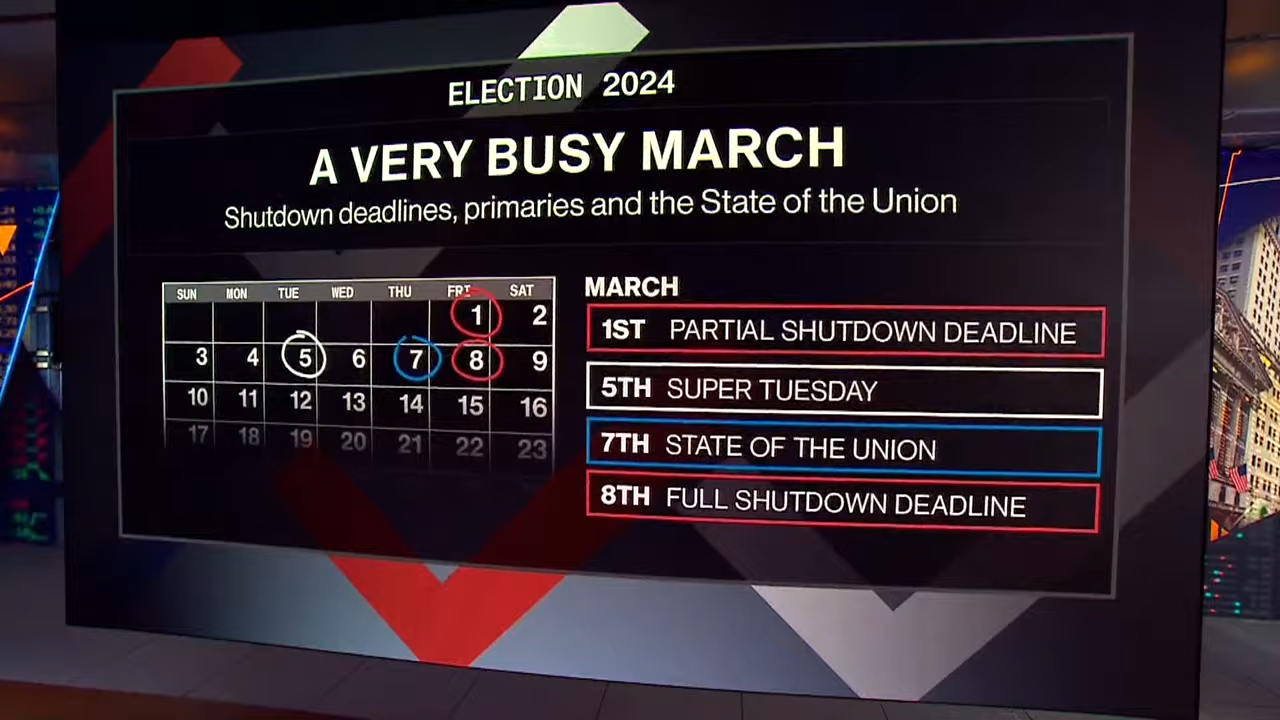 ELECTION 2024
A VERY BUSY MARCH
Shutdown deadlines, primaries and the State of the Union
SUN MON TUE WED THU FRI SAT
1 2
3 4 5 6 7 8 9
10 11 12 13 14 15 16
17 18 19 20 21 22 23
MARCH
1ST PARTIAL SHUTDOWN DEADLINE
5TH SUPER TUESDAY
7TH STATE OF THE UNION
8TH FULL SHUTDOWN DEADLINE